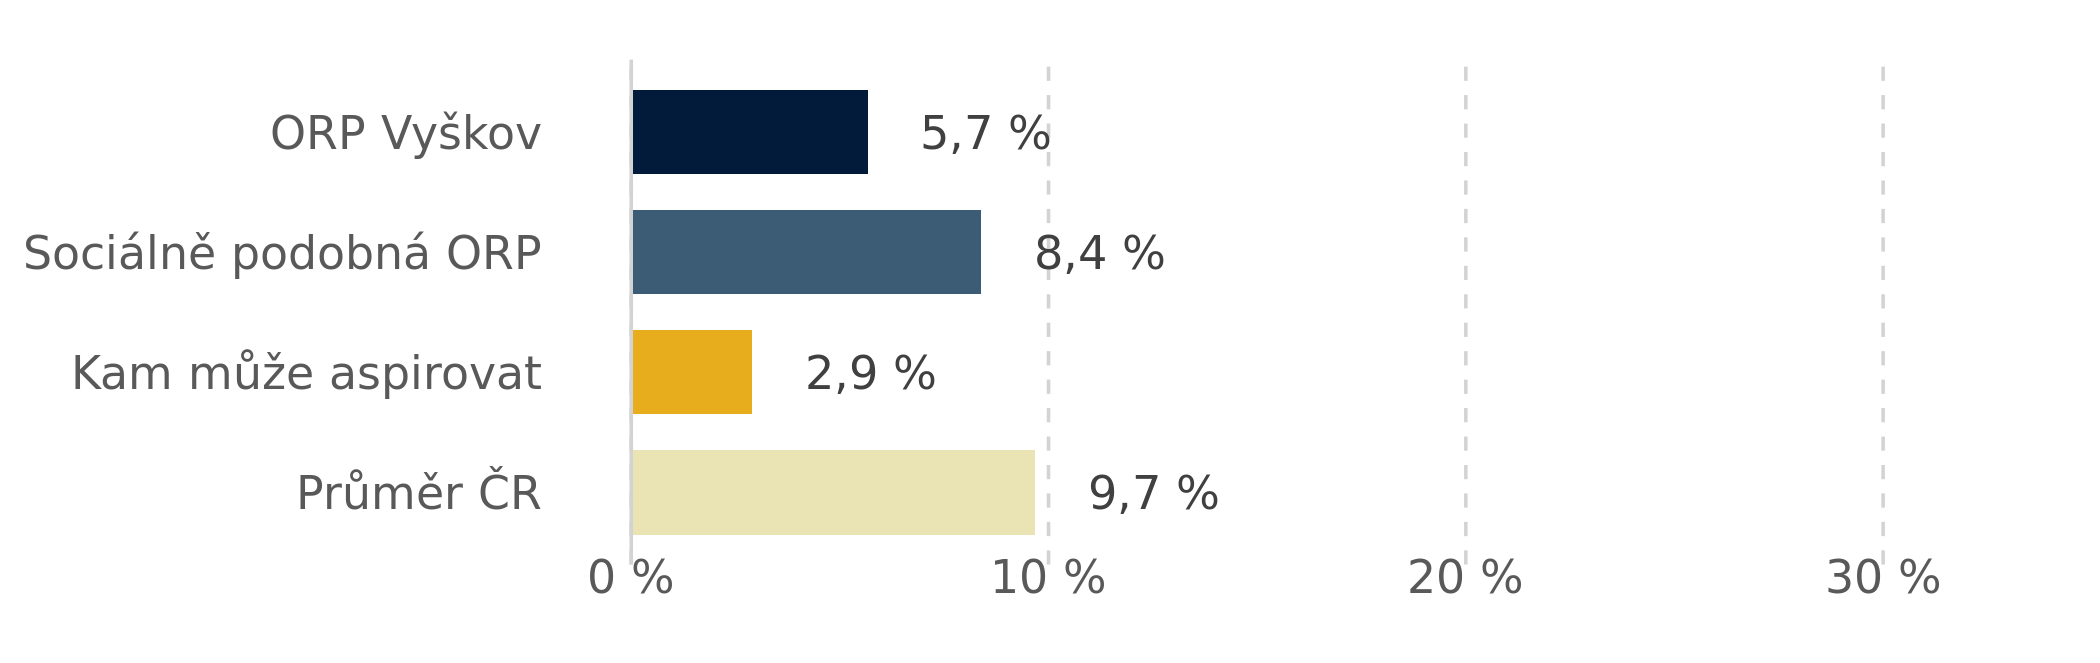 ORP Vyškov 5,7 %
Sociálně podobná ORP 8,4 %
Kam může aspirovat 2,9 %
Průměr ČR 9,7 %
0 % 10 % 20 % 30 %